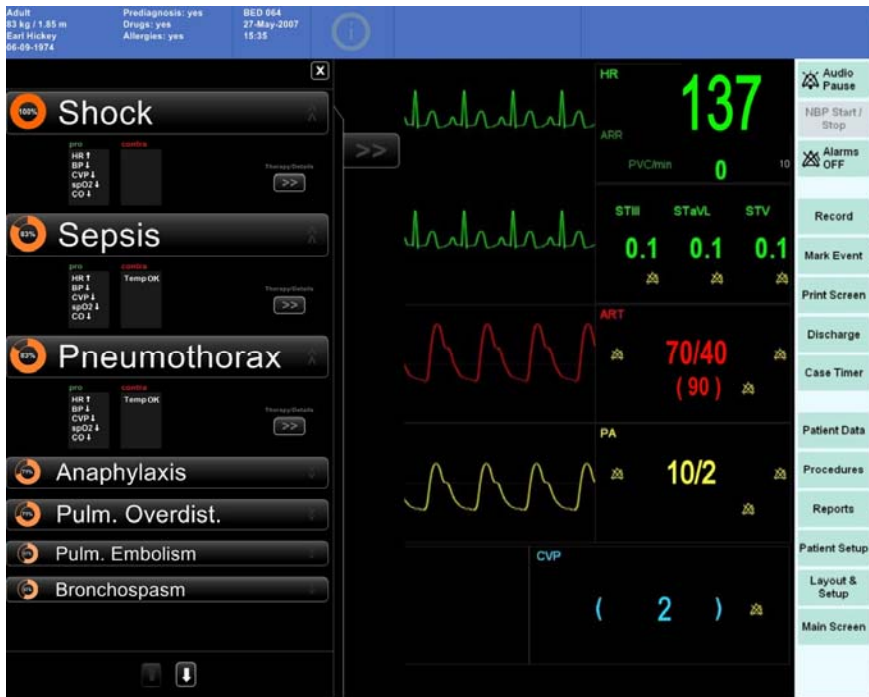 Adult
83 kg / 1.85 m
Earl Hickey
06-09-1974
Prediagnosis: yes
Drugs: yes
Allergies: yes
BED 064
27-May-2007
15:35
i
X
100%
Shock
pro
HR ↑
BP ↓
CVP ↓
spO2 ↓
CO ↓
contra
Therapy/Details
>>
83%
Sepsis
pro
HR ↑
BP ↓
CVP ↓
spO2 ↓
CO ↓
contra
Temp OK
Therapy/Details
>>
83%
Pneumothorax
pro
HR ↑
BP ↓
CVP ↓
spO2 ↓
CO ↓
contra
Temp OK
Therapy/Details
>>
Anaphylaxis
Pulm. Overdist.
Pulm. Embolism
Bronchospasm
>>
HR
137
ARR
PVC/min
0
10
STIII STaVL STV
0.1 0.1 0.1
ART
70/40
( 90 )
PA
10/2
CVP
( 2 )
Audio
Pause
NBP Start /
Stop
Alarms
OFF
Record
Mark Event
Print Screen
Discharge
Case Timer
Patient Data
Procedures
Reports
Patient Setup
Layout &
Setup
Main Screen